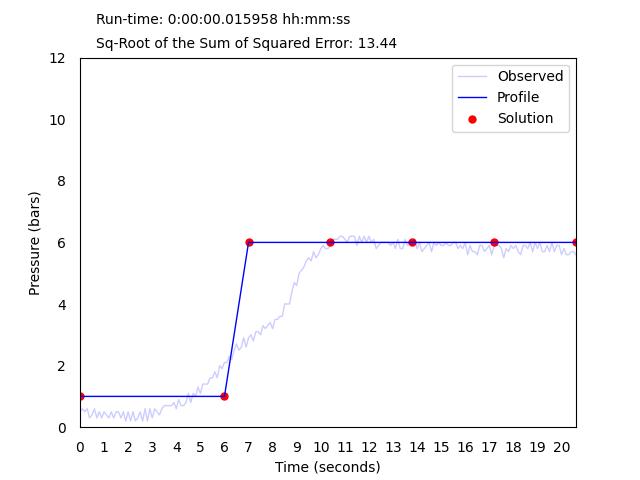 Run-time: 0:00:00.015958 hh:mm:ss
Sq-Root of the Sum of Squared Error: 13.44
Observed
Profile
Solution
Pressure (bars)
12
10
8
6
4
2
0
0 1 2 3 4 5 6 7 8 9 10 11 12 13 14 15 16 17 18 19 20
Time (seconds)